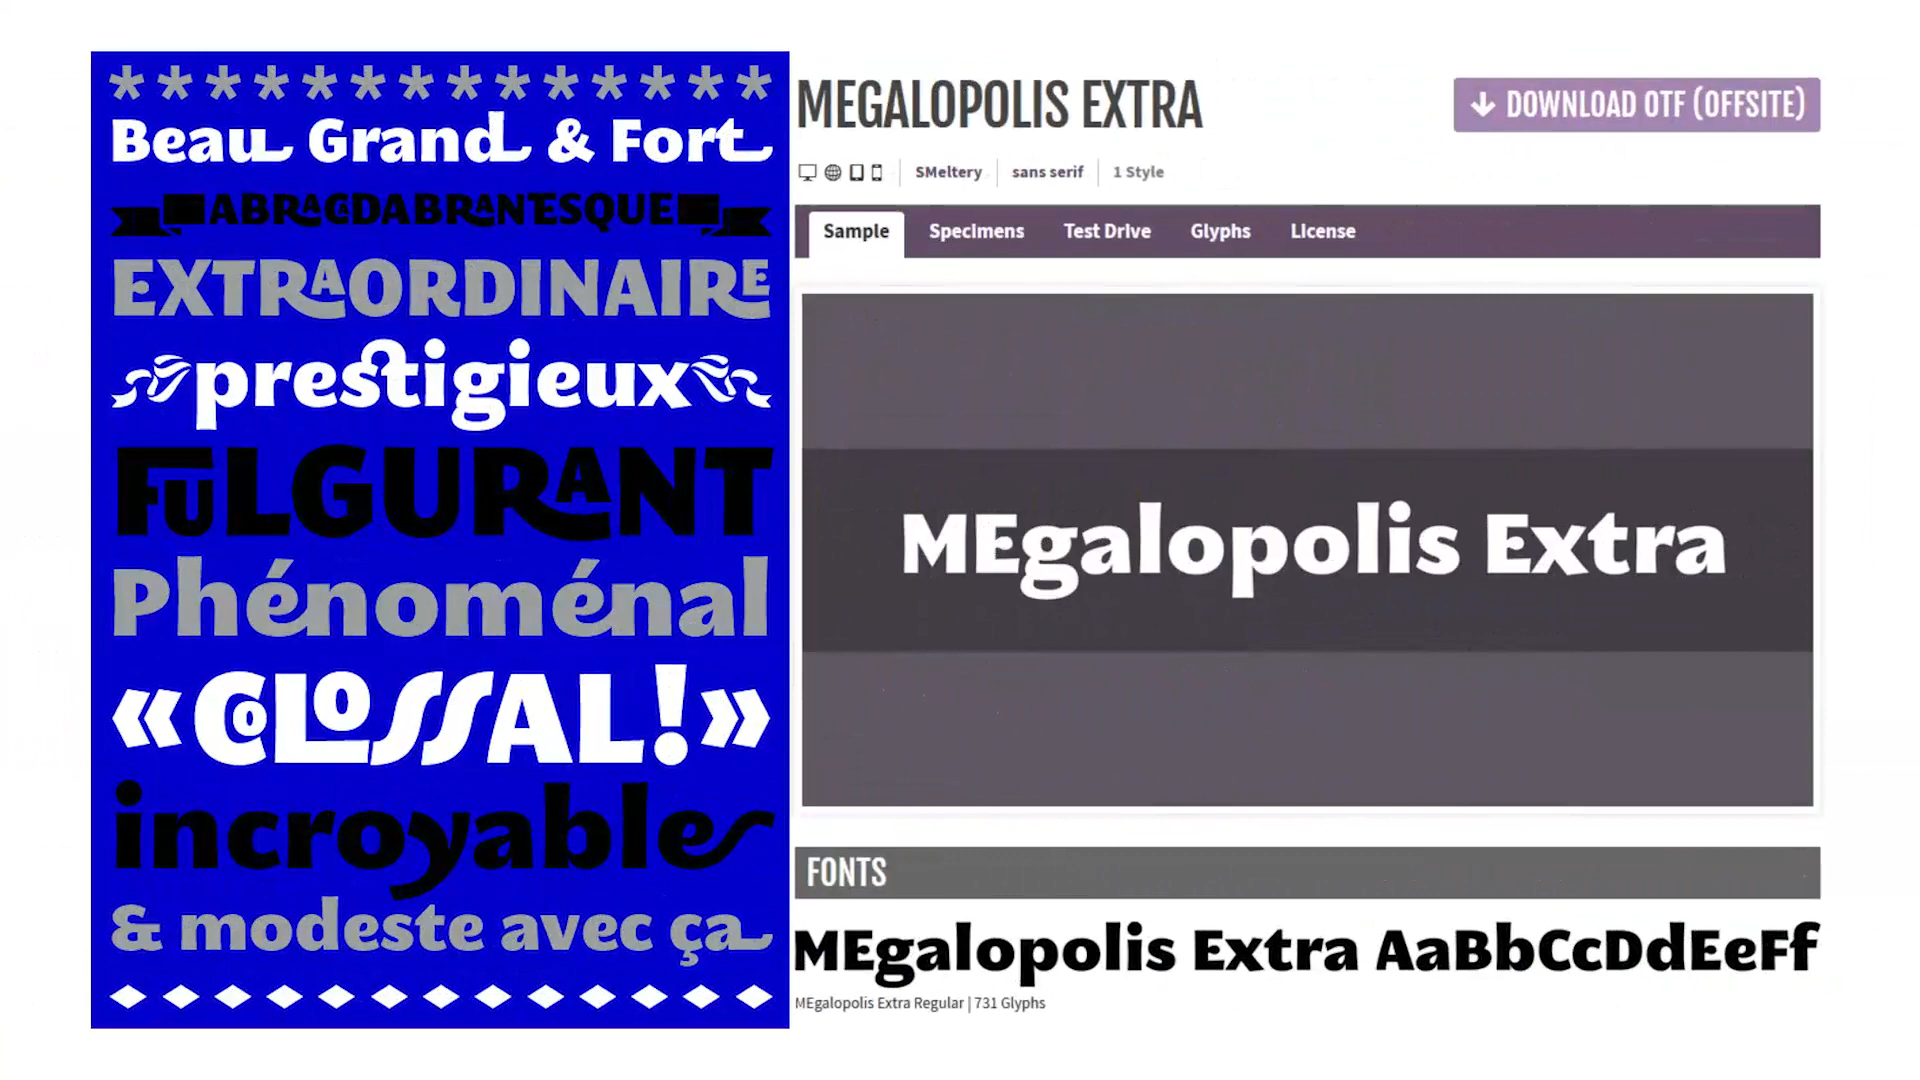 * * * * * * * * * * * * * *
Beau Grand & Fort
ABRACADABRANTESQUE
EXTRAORDINAIRE
prestigieux
FULGURANT
Phénoménal
«COLOSSAL!»
incroyable
& modeste avec ça
MEGALOPOLIS EXTRA
DOWNLOAD OTF (OFFSITE)
SMeltery | sans serif | 1 Style
Sample Specimens Test Drive Glyphs License
MEgalopolis Extra
FONTS
MEgalopolis Extra AaBbCcDdEeFf
MEgalopolis Extra Regular | 731 Glyphs